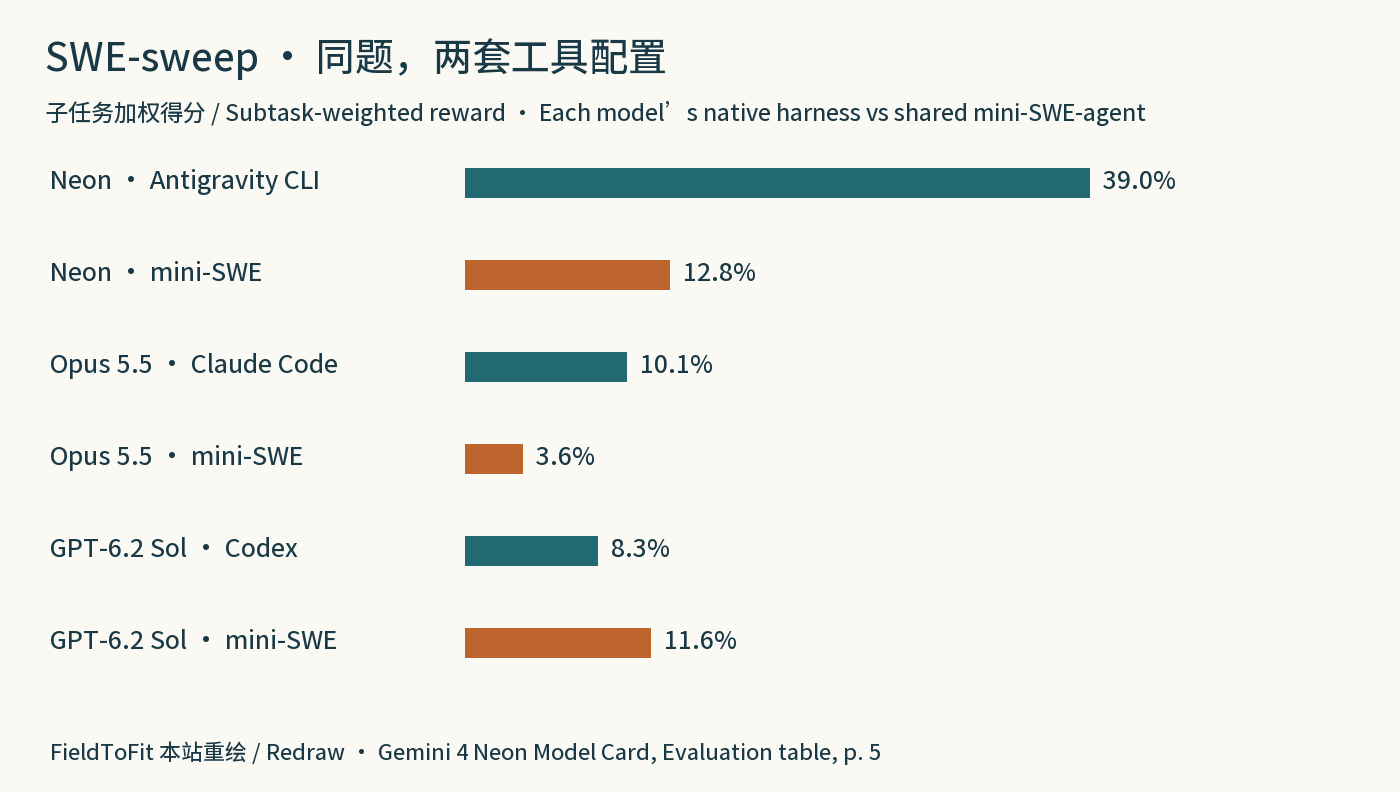 SWE-sweep · 同题，两套工具配置
子任务加权得分 / Subtask-weighted reward · Each model’s native harness vs shared mini-SWE-agent
Neon · Antigravity CLI 39.0%
Neon · mini-SWE 12.8%
Opus 5.5 · Claude Code 10.1%
Opus 5.5 · mini-SWE 3.6%
GPT-6.2 Sol · Codex 8.3%
GPT-6.2 Sol · mini-SWE 11.6%
FieldToFit 本站重绘 / Redraw · Gemini 4 Neon Model Card, Evaluation table, p. 5